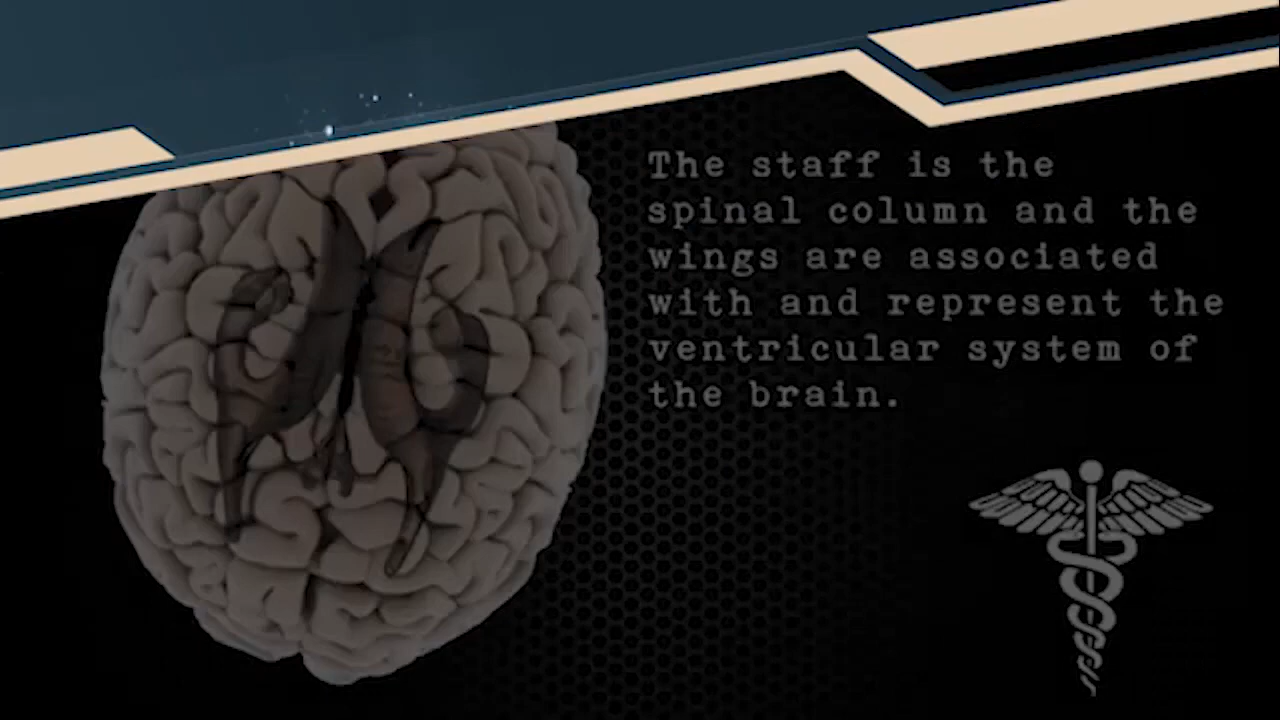 The staff is the
spinal column and the
wings are associated
with and represent the
ventricular system of
the brain.